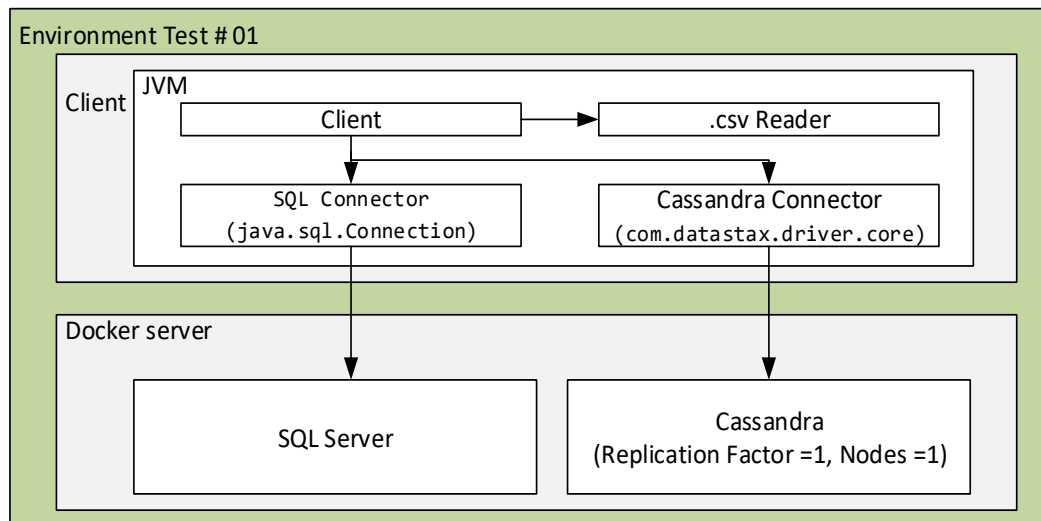 Environment Test # 01
Client
JVM
Client
.csv Reader
SQL Connector
(java.sql.Connection)
Cassandra Connector
(com.datastax.driver.core)
Docker server
SQL Server
Cassandra
(Replication Factor =1, Nodes =1)